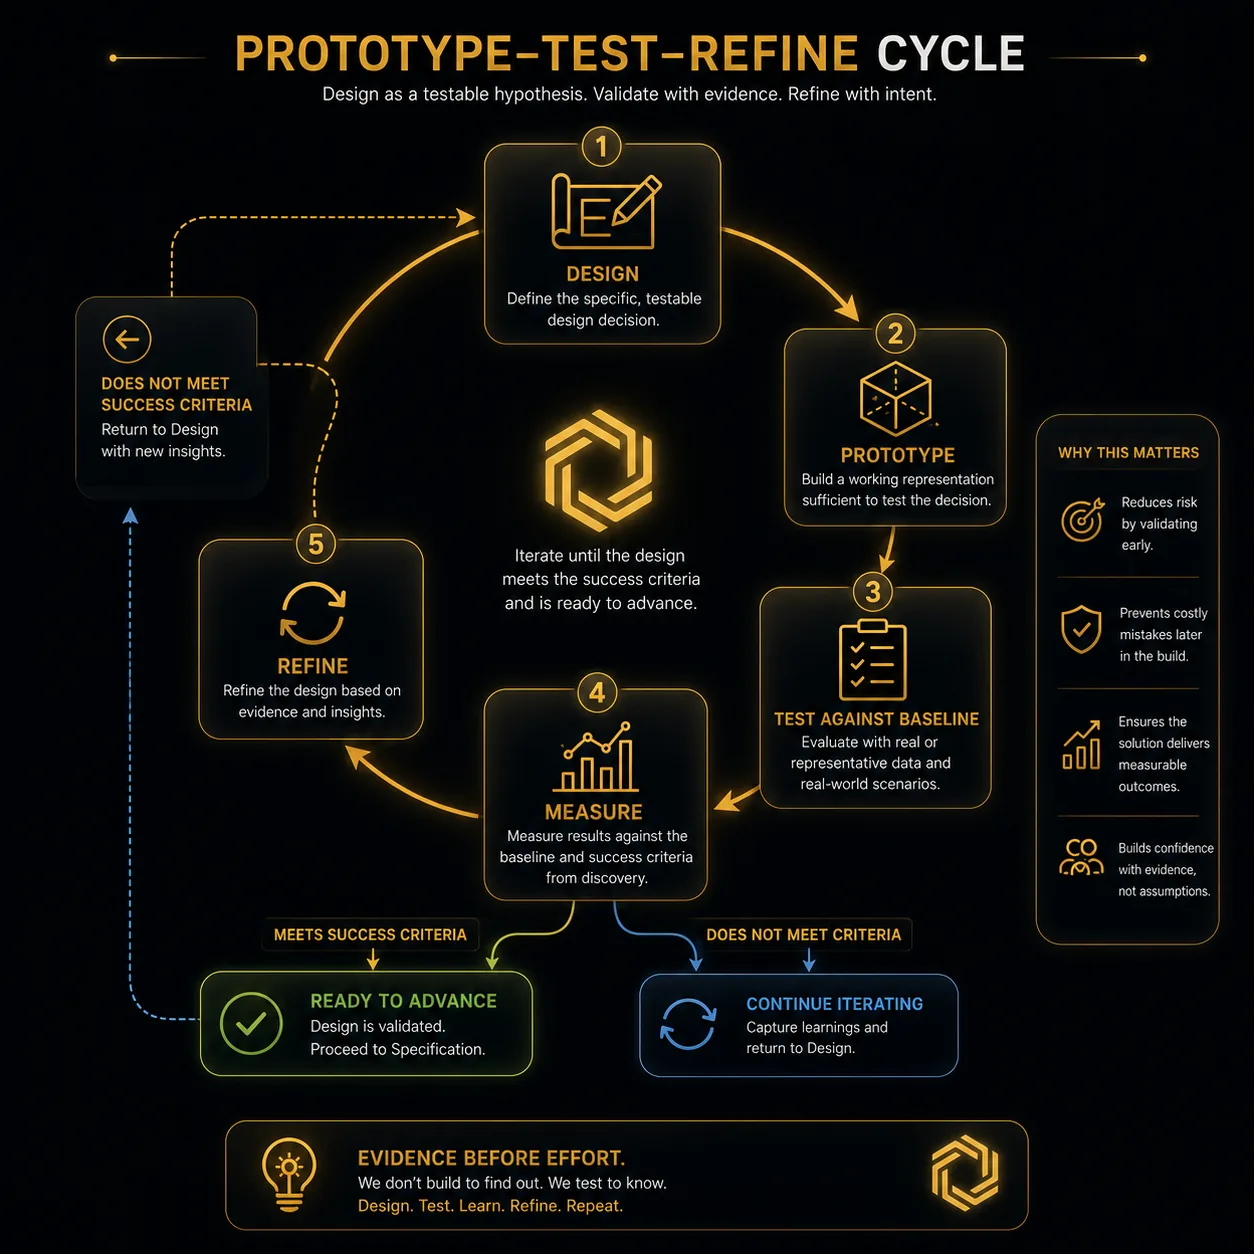 PROTOTYPE–TEST–REFINE CYCLE
Design as a testable hypothesis. Validate with evidence. Refine with intent.
1
DESIGN
Define the specific, testable
design decision.
2
PROTOTYPE
Build a working representation
sufficient to test the decision.
3
TEST AGAINST BASELINE
Evaluate with real or
representative data and
real-world scenarios.
4
MEASURE
Measure results against the
baseline and success criteria
from discovery.
5
REFINE
Refine the design based on
evidence and insights.
DOES NOT MEET
SUCCESS CRITERIA
Return to Design
with new insights.
Iterate until the design
meets the success criteria
and is ready to advance.
WHY THIS MATTERS
Reduces risk
by validating
early.
Prevents costly
mistakes later
in the build.
Ensures the
solution delivers
measurable
outcomes.
Builds confidence
with evidence,
not assumptions.
MEETS SUCCESS CRITERIA
READY TO ADVANCE
Design is validated.
Proceed to Specification.
DOES NOT MEET CRITERIA
CONTINUE ITERATING
Capture learnings and
return to Design.
EVIDENCE BEFORE EFFORT.
We don't build to find out. We test to know.
Design. Test. Learn. Refine. Repeat.